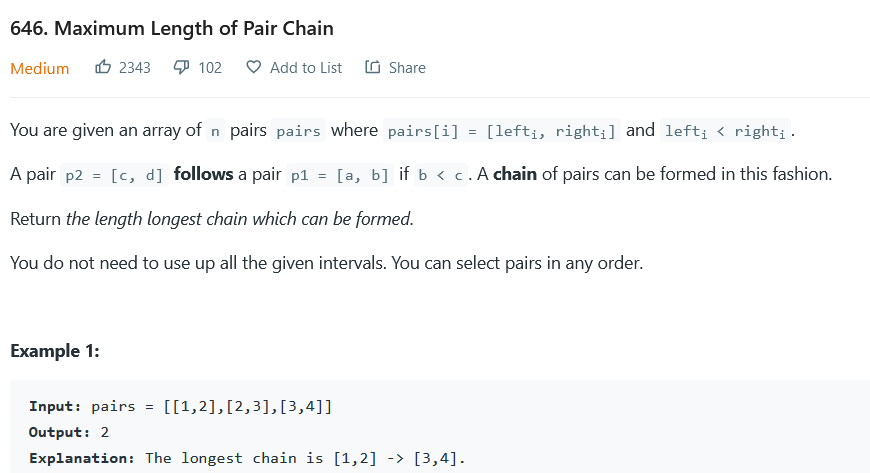 646. Maximum Length of Pair Chain
Medium 2343 102 Add to List Share
You are given an array of n pairs pairs where pairs[i] = [lefti, righti] and lefti < righti.
A pair p2 = [c, d] follows a pair p1 = [a, b] if b < c. A chain of pairs can be formed in this fashion.
Return the length longest chain which can be formed.
You do not need to use up all the given intervals. You can select pairs in any order.
Example 1:
Input: pairs = [[1,2],[2,3],[3,4]]
Output: 2
Explanation: The longest chain is [1,2] -> [3,4].